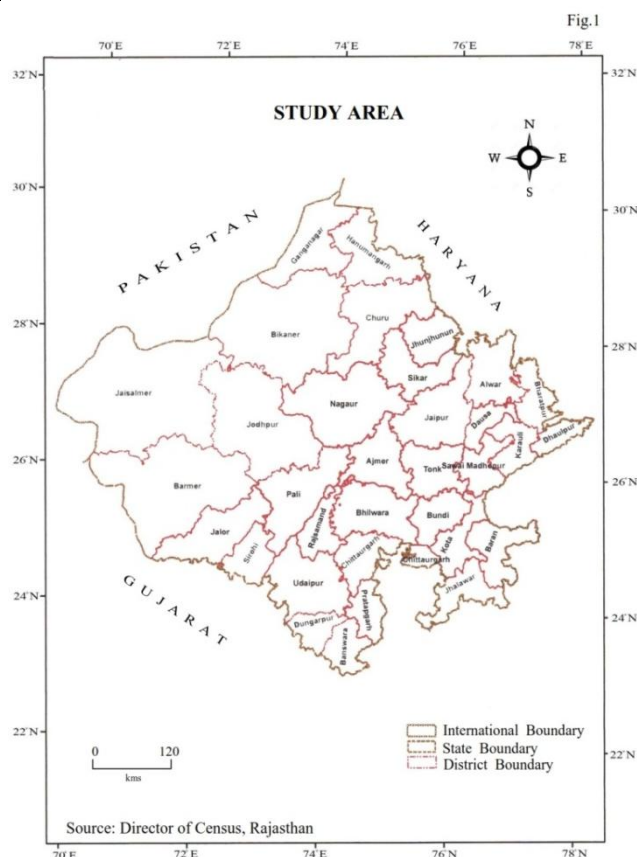 Fig.1
70°E 72°E 74°E 76°E 78°E
32°N 32°N
STUDY AREA
N
W E
S
30°N 30°N
PAKISTAN
HARYANA
Ganganagar
Hanumangarh
28°N 28°N
Bikaner
Churu
Jhunjhunun
Sikar
Alwar
Bharatpur
Jaisalmer
Jodhpur
Nagaur
Jaipur
Dausa
Karauli
Dhaulpur
26°N 26°N
Barmer
Pali
Ajmer
Tonk
Sawai Madhepur
Jalor
Sirohi
Rajsamand
Bhilwara
Bundi
Kota
Baran
Chittaurgarh
Chittaurgarh
Jhalawar
Udaipur
Pratapgarh
24°N 24°N
GUJARAT
Dungarpur
Banswara
22°N 22°N
International Boundary
State Boundary
District Boundary
0 120
kms
Source: Director of Census, Rajasthan
70°E 72°E 74°E 76°E 78°E